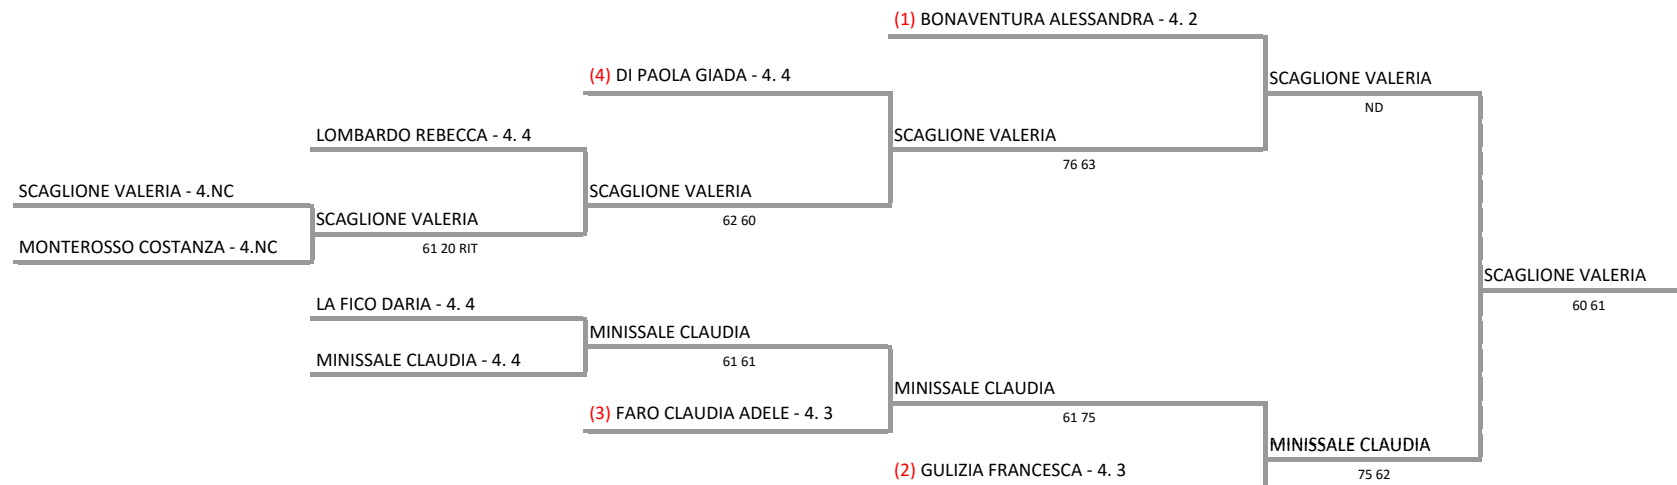 (1) BONAVENTURA ALESSANDRA - 4. 2
(4) DI PAOLA GIADA - 4. 4
SCAGLIONE VALERIA
ND
LOMBARDO REBECCA - 4. 4
SCAGLIONE VALERIA
76 63
SCAGLIONE VALERIA - 4.NC
SCAGLIONE VALERIA
62 60
SCAGLIONE VALERIA
61 20 RIT
MONTEROSSO COSTANZA - 4.NC
SCAGLIONE VALERIA
60 61
LA FICO DARIA - 4. 4
MINISSALE CLAUDIA
61 61
MINISSALE CLAUDIA - 4. 4
MINISSALE CLAUDIA
61 75
(3) FARO CLAUDIA ADELE - 4. 3
MINISSALE CLAUDIA
75 62
(2) GULIZIA FRANCESCA - 4. 3